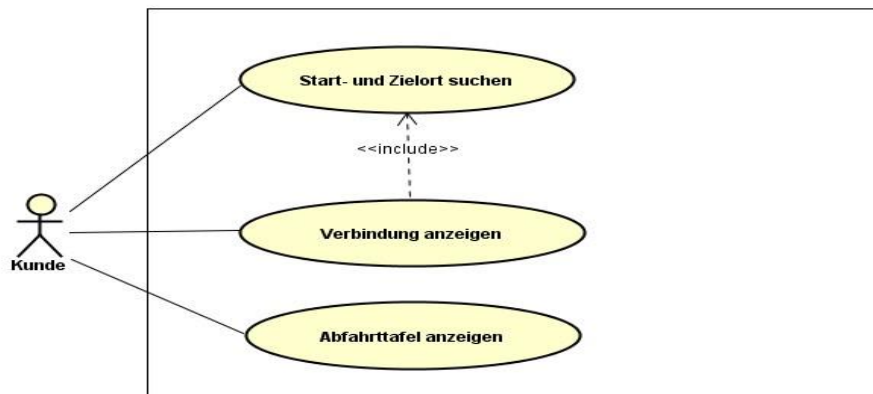 Start- und Zielort suchen
<<include>>
Verbindung anzeigen
Kunde
Abfahrttafel anzeigen